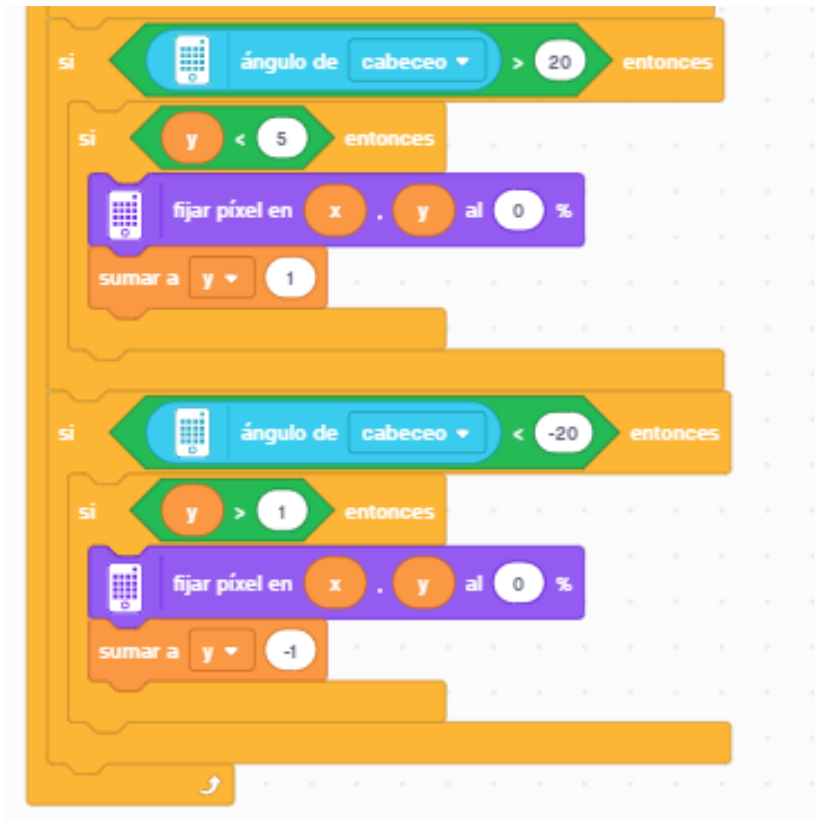 si ángulo de cabeceo > 20 entonces
si y < 5 entonces
fijar píxel en x , y al 0 %
sumar a y 1
si ángulo de cabeceo < -20 entonces
si y > 1 entonces
fijar píxel en x , y al 0 %
sumar a y -1